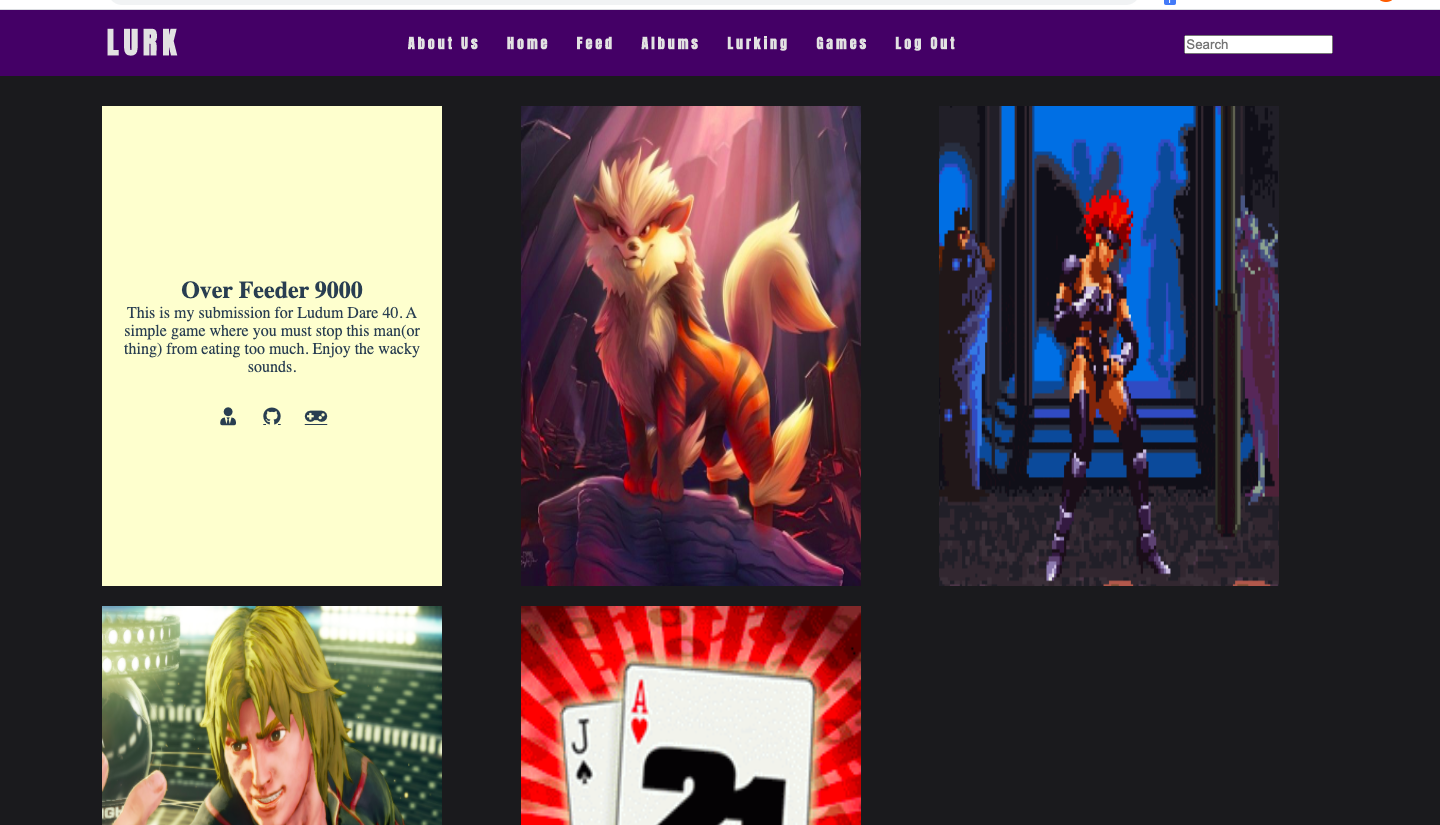 LURK
About Us Home Feed Albums Lurking Games Log Out
Search
Over Feeder 9000
This is my submission for Ludum Dare 40. A
simple game where you must stop this man(or
thing) from eating too much. Enjoy the wacky
sounds.
J
A
21